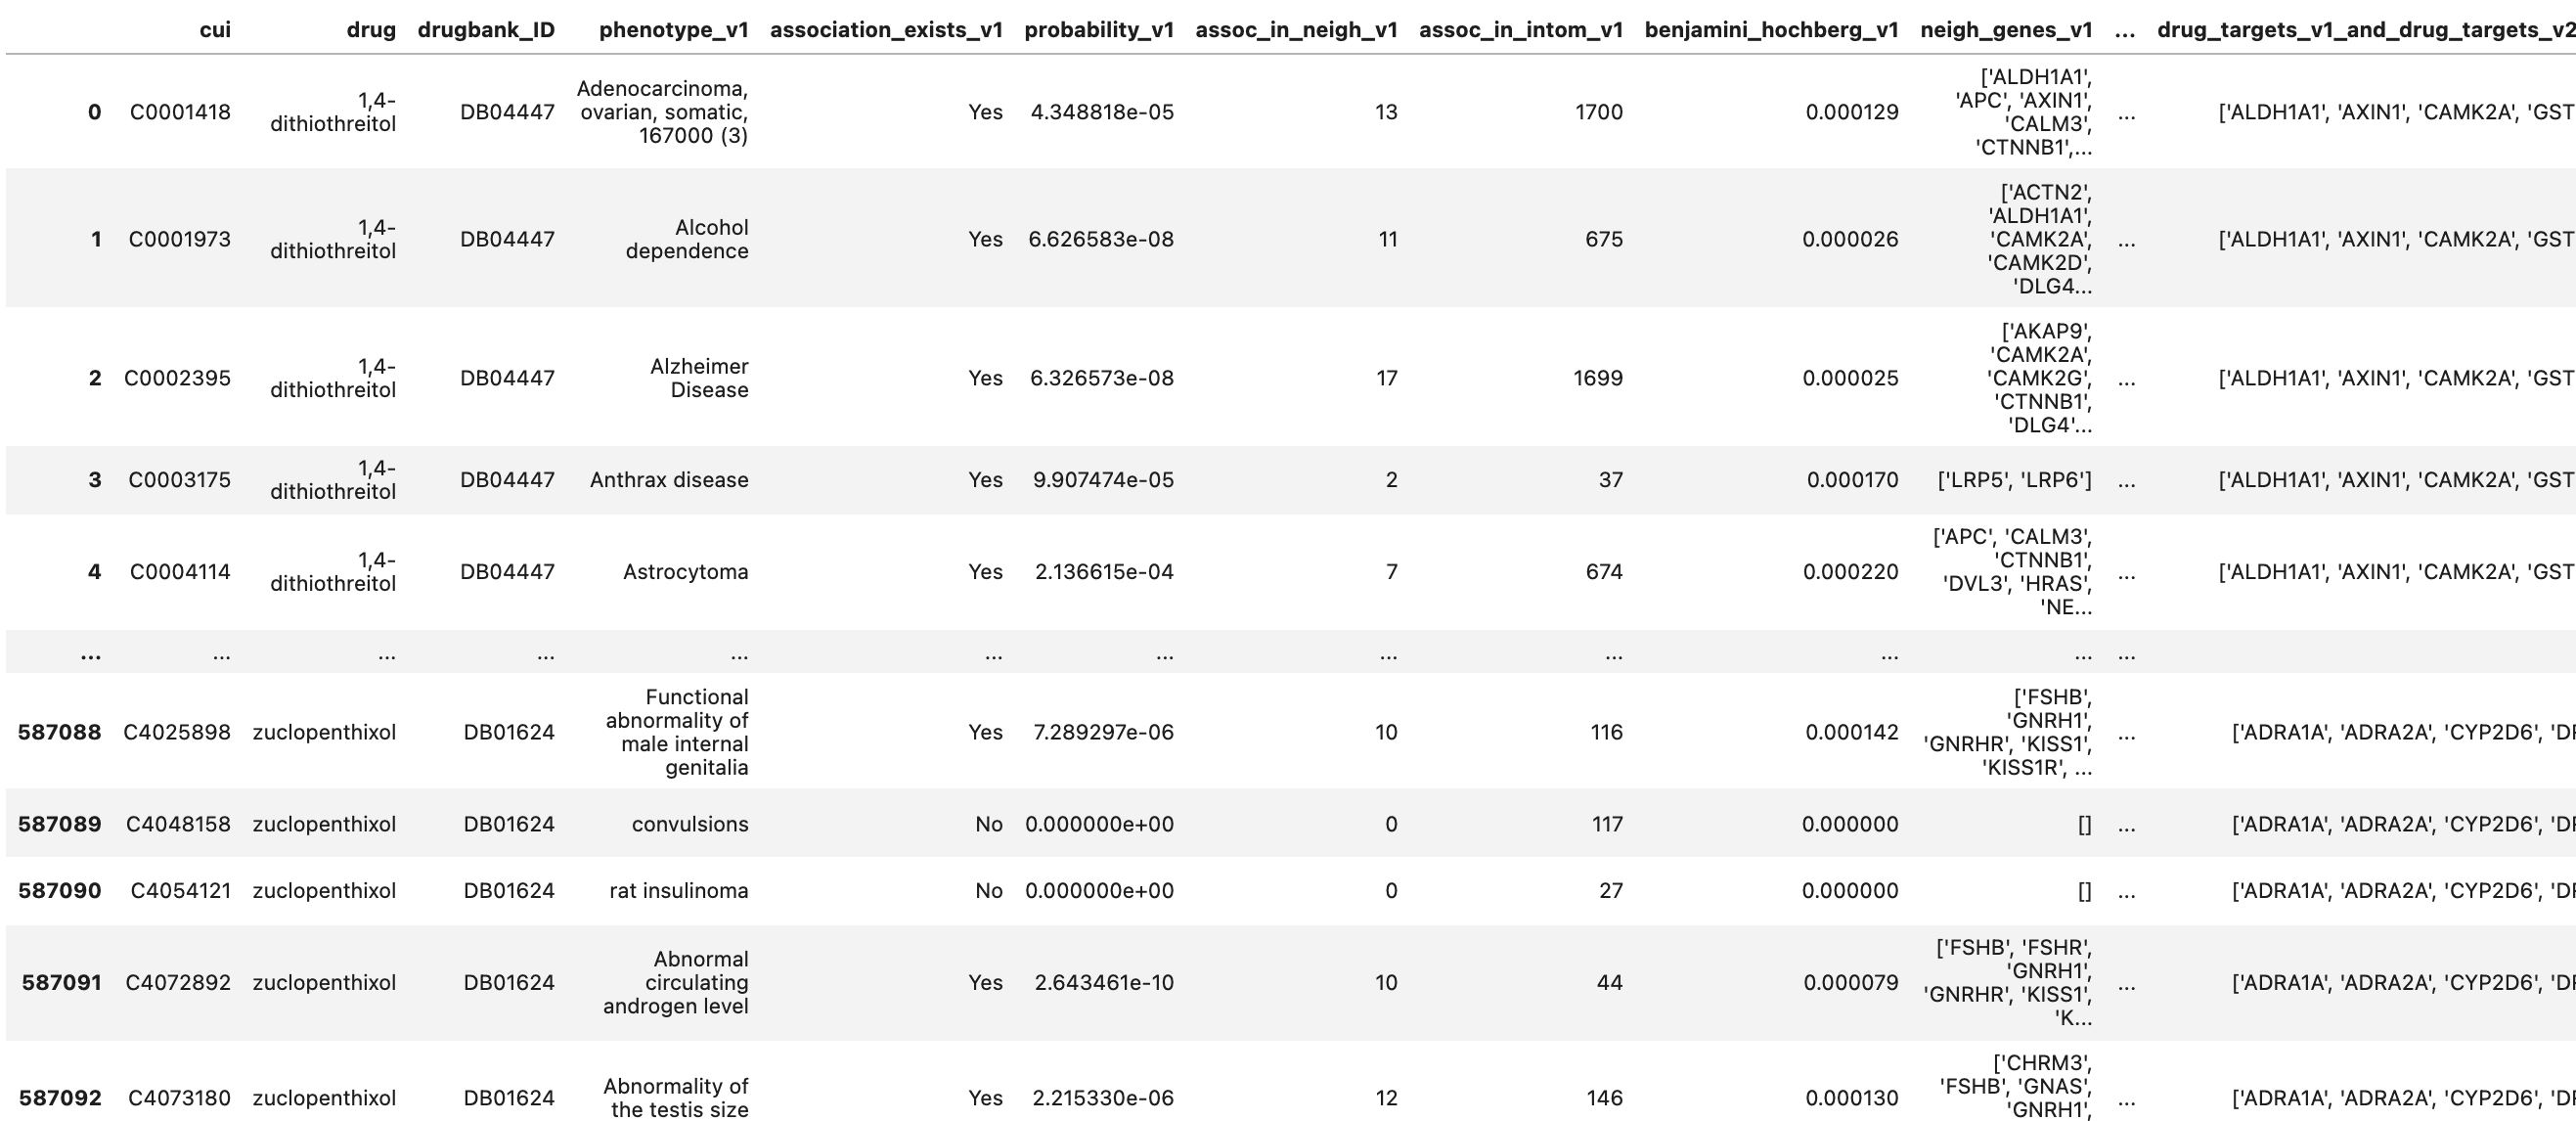 cui drug drugbank_ID phenotype_v1 association_exists_v1 probability_v1 assoc_in_neigh_v1 assoc_in_intom_v1 benjamini_hochberg_v1 neigh_genes_v1 ... drug_targets_v1_and_drug_targets_v2
0 C0001418 1,4-dithiothreitol DB04447 Adenocarcinoma, ovarian, somatic, 167000 (3) Yes 4.348818e-05 13 1700 0.000129 ['ALDH1A1', 'APC', 'AXIN1', 'CALM3', 'CTNNB1',... ... ['ALDH1A1', 'AXIN1', 'CAMK2A', 'GST
1 C0001973 1,4-dithiothreitol DB04447 Alcohol dependence Yes 6.626583e-08 11 675 0.000026 ['ACTN2', 'ALDH1A1', 'CAMK2A', 'CAMK2D', 'DLG4... ... ['ALDH1A1', 'AXIN1', 'CAMK2A', 'GST
2 C0002395 1,4-dithiothreitol DB04447 Alzheimer Disease Yes 6.326573e-08 17 1699 0.000025 ['AKAP9', 'CAMK2A', 'CAMK2G', 'CTNNB1', 'DLG4'... ... ['ALDH1A1', 'AXIN1', 'CAMK2A', 'GST
3 C0003175 1,4-dithiothreitol DB04447 Anthrax disease Yes 9.907474e-05 2 37 0.000170 ['LRP5', 'LRP6'] ... ['ALDH1A1', 'AXIN1', 'CAMK2A', 'GST
4 C0004114 1,4-dithiothreitol DB04447 Astrocytoma Yes 2.136615e-04 7 674 0.000220 ['APC', 'CALM3', 'CTNNB1', 'DVL3', 'HRAS', 'NE... ... ['ALDH1A1', 'AXIN1', 'CAMK2A', 'GST
... ... ... ... ... ... ... ... ... ... ... ...
587088 C4025898 zuclopenthixol DB01624 Functional abnormality of male internal genitalia Yes 7.289297e-06 10 116 0.000142 ['FSHB', 'GNRH1', 'GNRHR', 'KISS1', 'KISS1R', ... ... ['ADRA1A', 'ADRA2A', 'CYP2D6', 'DR
587089 C4048158 zuclopenthixol DB01624 convulsions No 0.000000e+00 0 117 0.000000 [] ... ['ADRA1A', 'ADRA2A', 'CYP2D6', 'DR
587090 C4054121 zuclopenthixol DB01624 rat insulinoma No 0.000000e+00 0 27 0.000000 [] ... ['ADRA1A', 'ADRA2A', 'CYP2D6', 'DR
587091 C4072892 zuclopenthixol DB01624 Abnormal circulating androgen level Yes 2.643461e-10 10 44 0.000079 ['FSHB', 'FSHR', 'GNRH1', 'GNRHR', 'KISS1', 'K... ... ['ADRA1A', 'ADRA2A', 'CYP2D6', 'DR
587092 C4073180 zuclopenthixol DB01624 Abnormality of the testis size Yes 2.215330e-06 12 146 0.000130 ['CHRM3', 'FSHB', 'GNAS', 'GNRH1', ... ['ADRA1A', 'ADRA2A', 'CYP2D6', 'DR